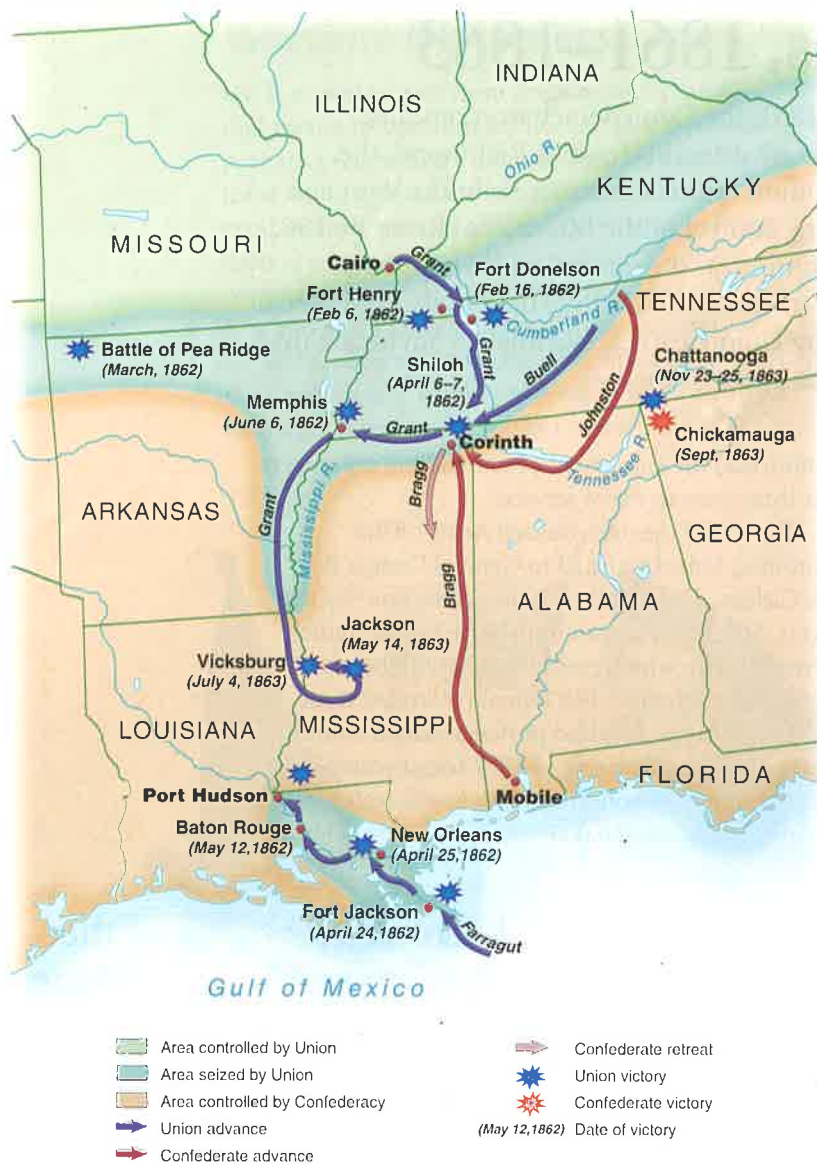 s, 1861–1863
INDIANA
ILLINOIS
Ohio R.
KENTUCKY
MISSOURI
Grant
Cairo
Fort Donelson
(Feb 16, 1862)
Fort Henry
(Feb 6, 1862)
TENNESSEE
Cumberland R.
Battle of Pea Ridge
(March, 1862)
Shiloh
(April 6–7,
1862)
Grant
Buell
Johnston
Chattanooga
(Nov 23–25, 1863)
Memphis
(June 6, 1862)
Grant
Corinth
Chickamauga
(Sept, 1863)
Tennessee R.
Bragg
ARKANSAS
Grant
Mississippi R.
GEORGIA
Bragg
ALABAMA
Jackson
(May 14, 1863)
Vicksburg
(July 4, 1863)
LOUISIANA
MISSISSIPPI
FLORIDA
Port Hudson
Mobile
Baton Rouge
(May 12,1862)
New Orleans
(April 25,1862)
Fort Jackson
(April 24,1862)
Farragut
Gulf of Mexico
Area controlled by Union
Area seized by Union
Area controlled by Confederacy
Union advance
Confederate advance
Confederate retreat
Union victory
Confederate victory
(May 12,1862) Date of victory